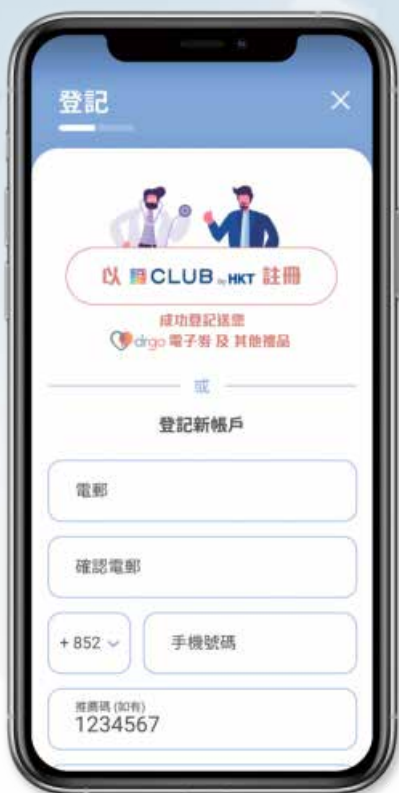 登記
以 CLUB by HKT 註冊
成功登記送您
drgo 電子券 及 其他禮品
或
登記新帳戶
電郵
確認電郵
+ 852
手機號碼
推薦碼 (如有)
1234567